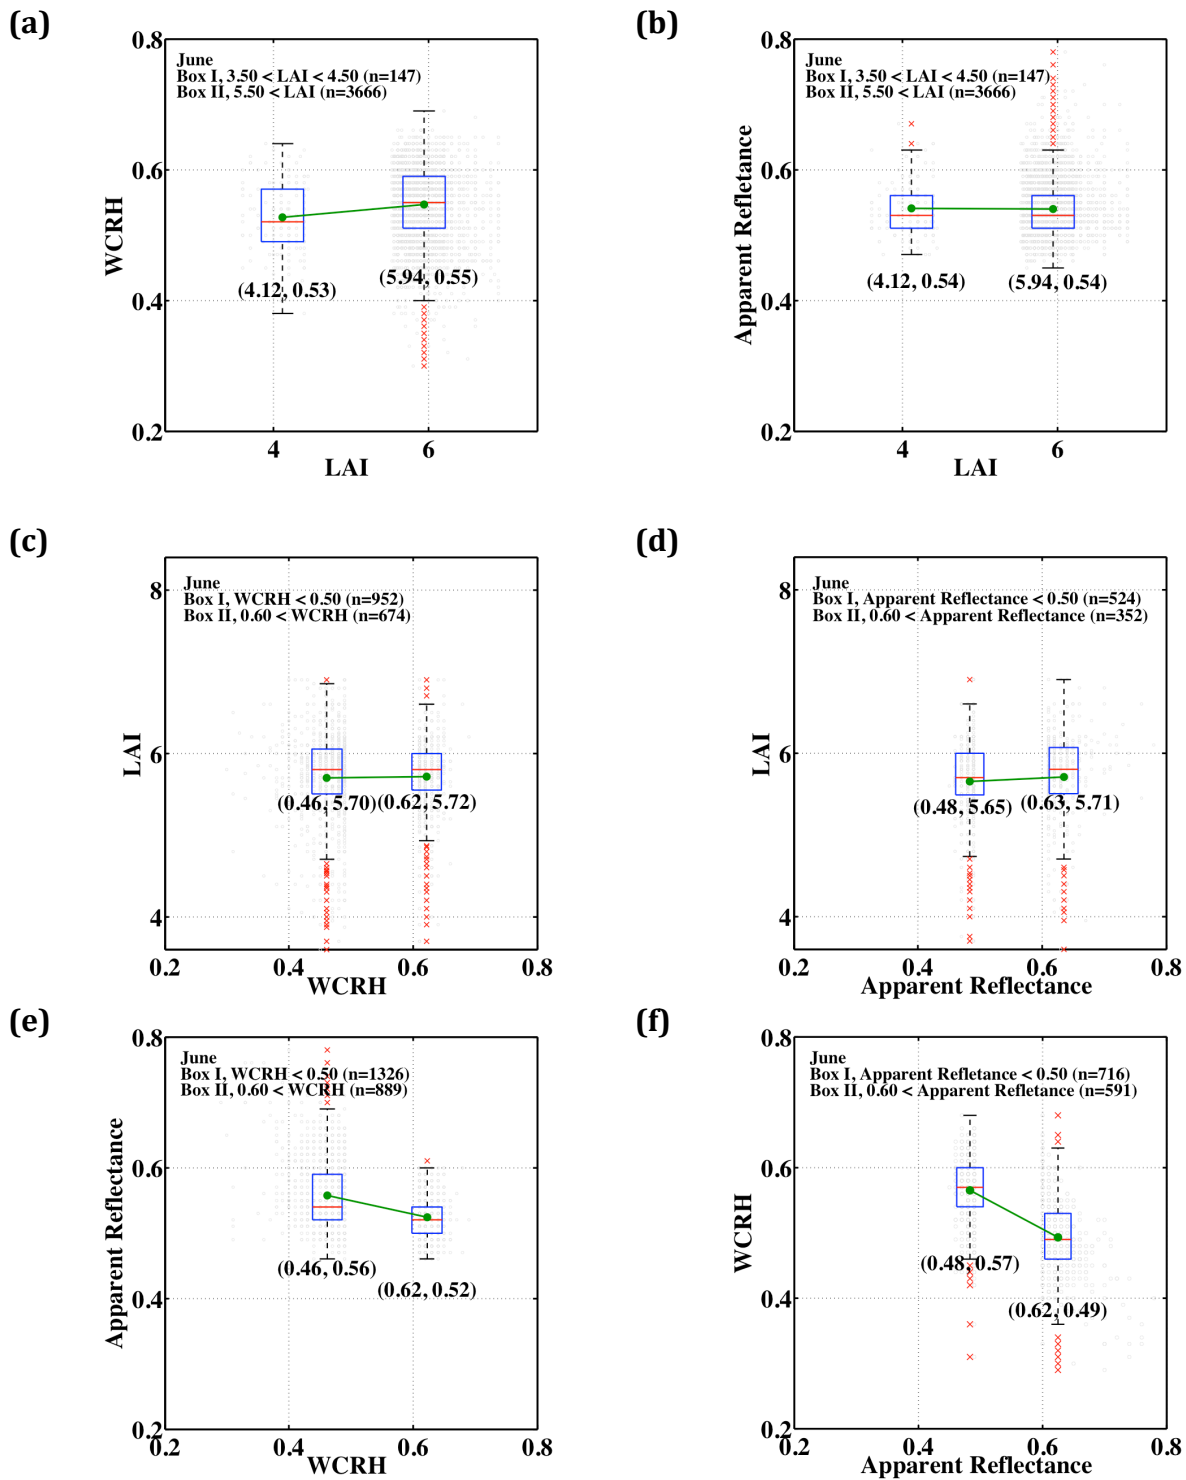 (a)
0.8
June
Box I, 3.50 < LAI < 4.50 (n=147)
Box II, 5.50 < LAI (n=3666)
0.6
WCRH
(4.12, 0.53)
(5.94, 0.55)
0.4
0.2
4
6
LAI
(b)
0.8
June
Box I, 3.50 < LAI < 4.50 (n=147)
Box II, 5.50 < LAI (n=3666)
0.6
Apparent Refletance
(4.12, 0.54)
(5.94, 0.54)
0.4
0.2
4
6
LAI
(c)
8
June
Box I, WCRH < 0.50 (n=952)
Box II, 0.60 < WCRH (n=674)
LAI
6
(0.46, 5.70)
(0.62, 5.72)
4
0.2
0.4
0.6
0.8
WCRH
(d)
8
June
Box I, Apparent Reflectance < 0.50 (n=524)
Box II, 0.60 < Apparent Reflectance (n=352)
LAI
6
(0.48, 5.65)
(0.63, 5.71)
4
0.2
0.4
0.6
0.8
Apparent Reflectance
(e)
0.8
June
Box I, WCRH < 0.50 (n=1326)
Box II, 0.60 < WCRH (n=889)
0.6
Apparent Reflectance
(0.46, 0.56)
(0.62, 0.52)
0.4
0.2
0.2
0.4
0.6
0.8
WCRH
(f)
0.8
June
Box I, Apparent Refletance < 0.50 (n=716)
Box II, 0.60 < Apparent Refletance (n=591)
0.6
WCRH
(0.48, 0.57)
(0.62, 0.49)
0.4
0.2
0.2
0.4
0.6
0.8
Apparent Reflectance